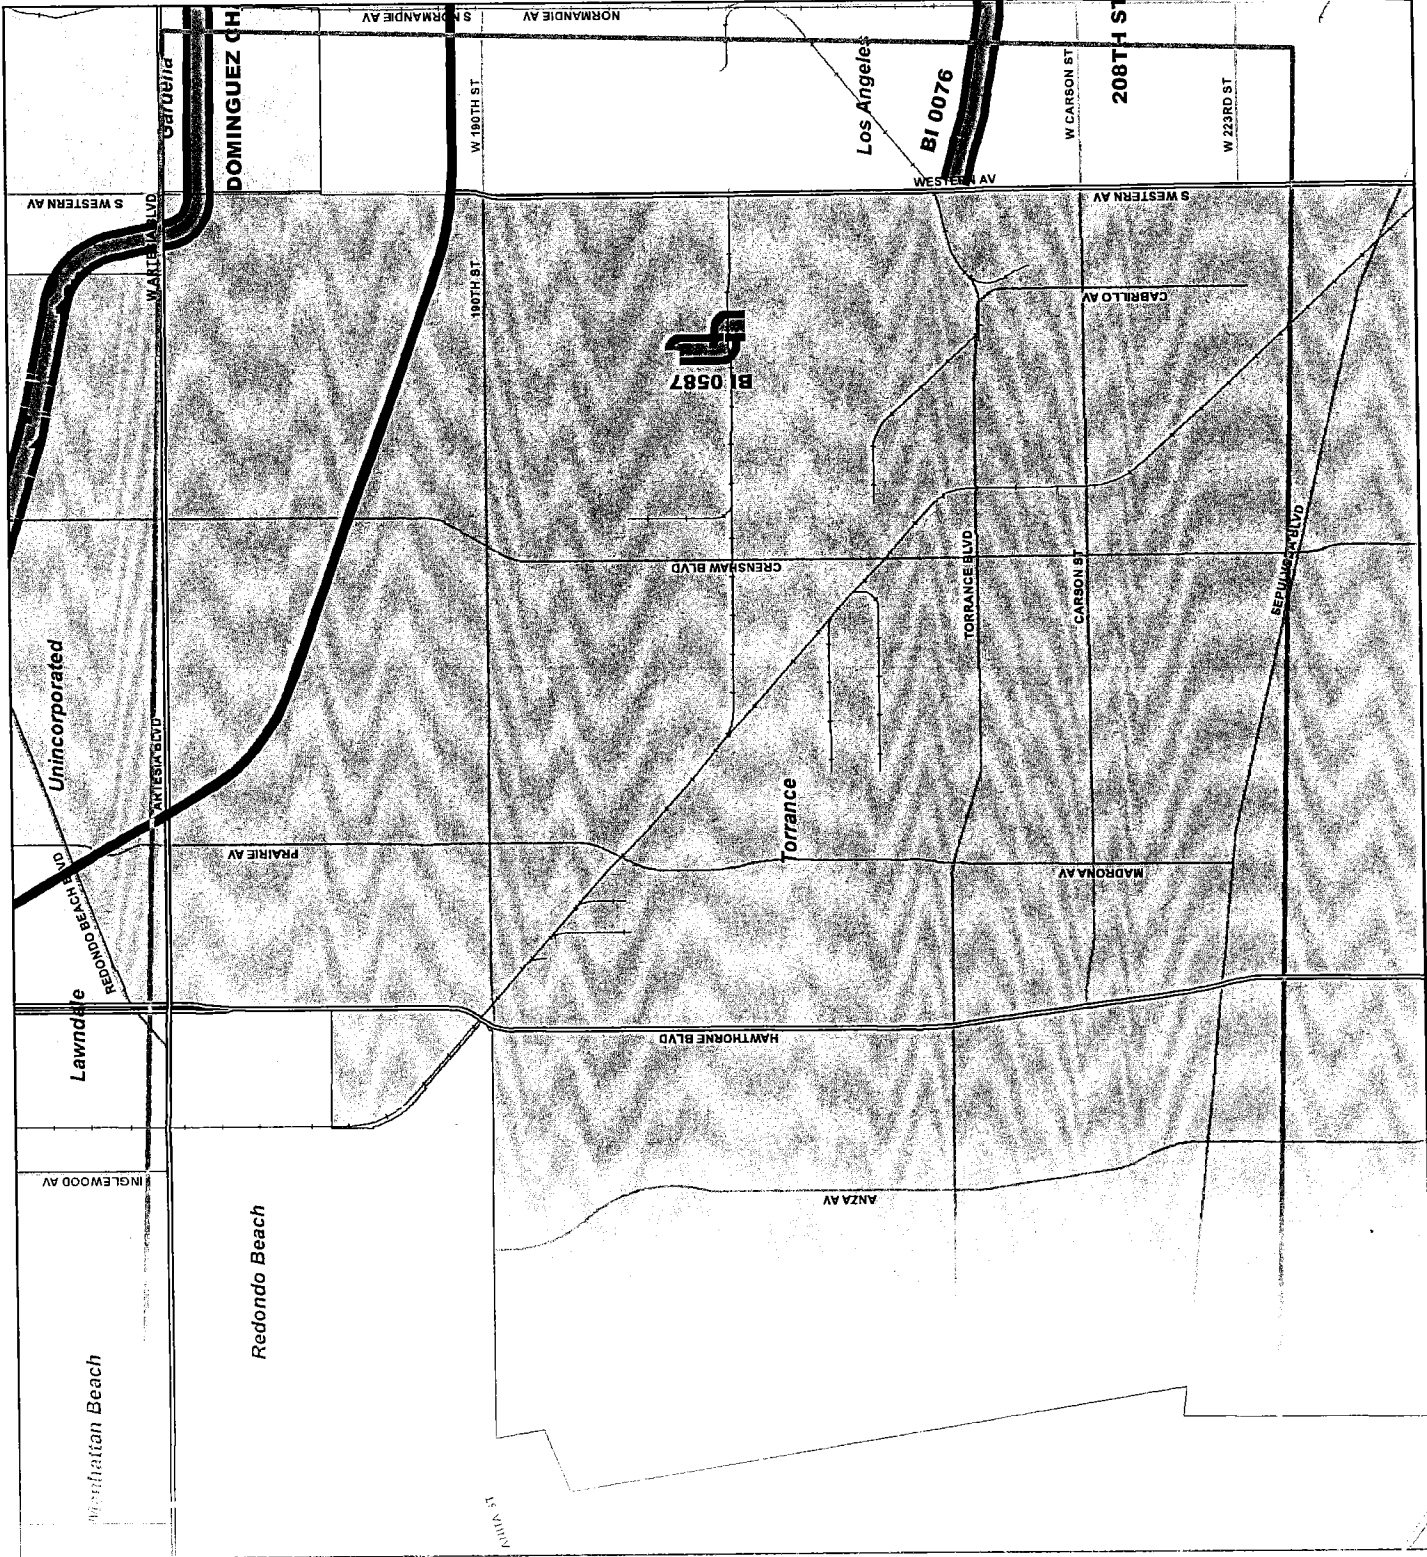 S NORMANDIE AV
NORMANDIE AV
Gardena
DOMINGUEZ CH
W 190TH ST
Los Angeles
BI 0076
W CARSON ST
208TH ST
W 223RD ST
S WESTERN AV
W ARTESIA BLVD
WESTERN AV
S WESTERN AV
190TH ST
CABRILLO AV
BI 0587
CRENSHAW BLVD
TORRANCE BLVD
CARSON ST
SEPULVEDA BLVD
Unincorporated
ARTESIA BLVD
PRAIRIE AV
Torrance
MADRONA AV
REDONDO BEACH BLVD
Lawndale
HAWTHORNE BLVD
INGLEWOOD AV
ANZA AV
Redondo Beach
Manhattan Beach